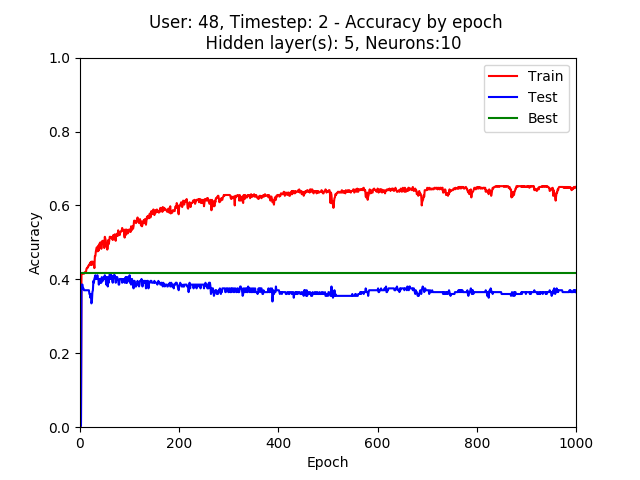 User: 48, Timestep: 2 - Accuracy by epoch
Hidden layer(s): 5, Neurons:10
Train
Test
Best
1.0
0.8
0.6
0.4
0.2
0.0
Accuracy
0 200 400 600 800 1000
Epoch